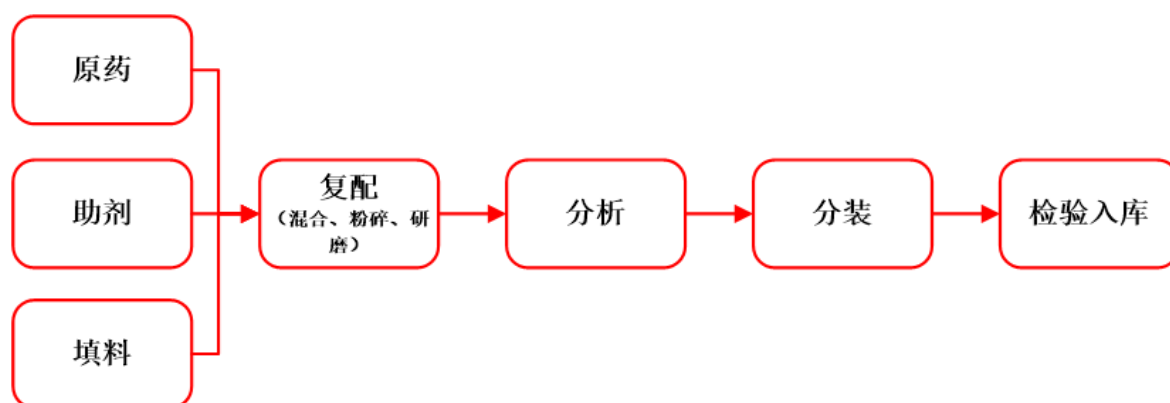 原药
助剂
填料
复配
（混合、粉碎、研
磨）
分析
分装
检验入库